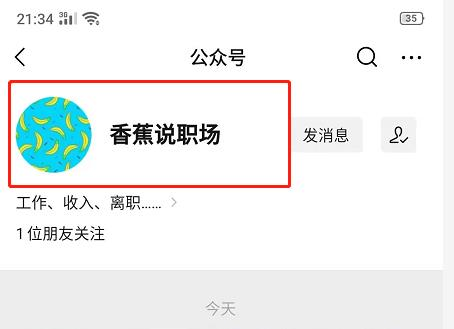 21:34 3G 35
公众号
香蕉说职场 发消息
工作、收入、离职......
1位朋友关注
今天